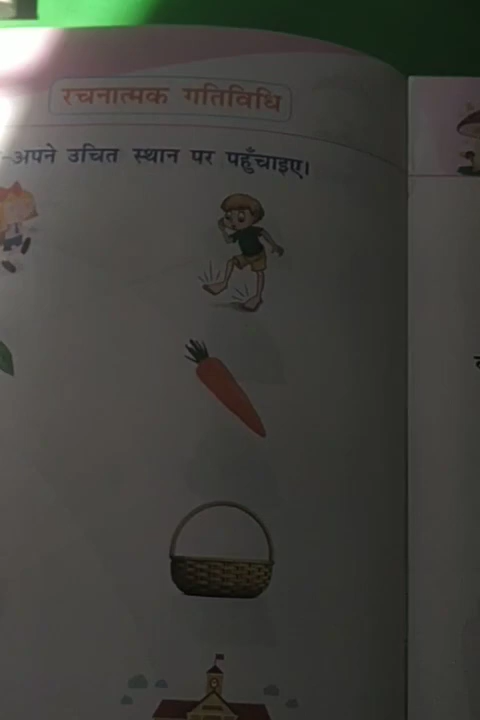 रचनात्मक गतिविधि
-अपने उचित स्थान पर पहुँचाइए।